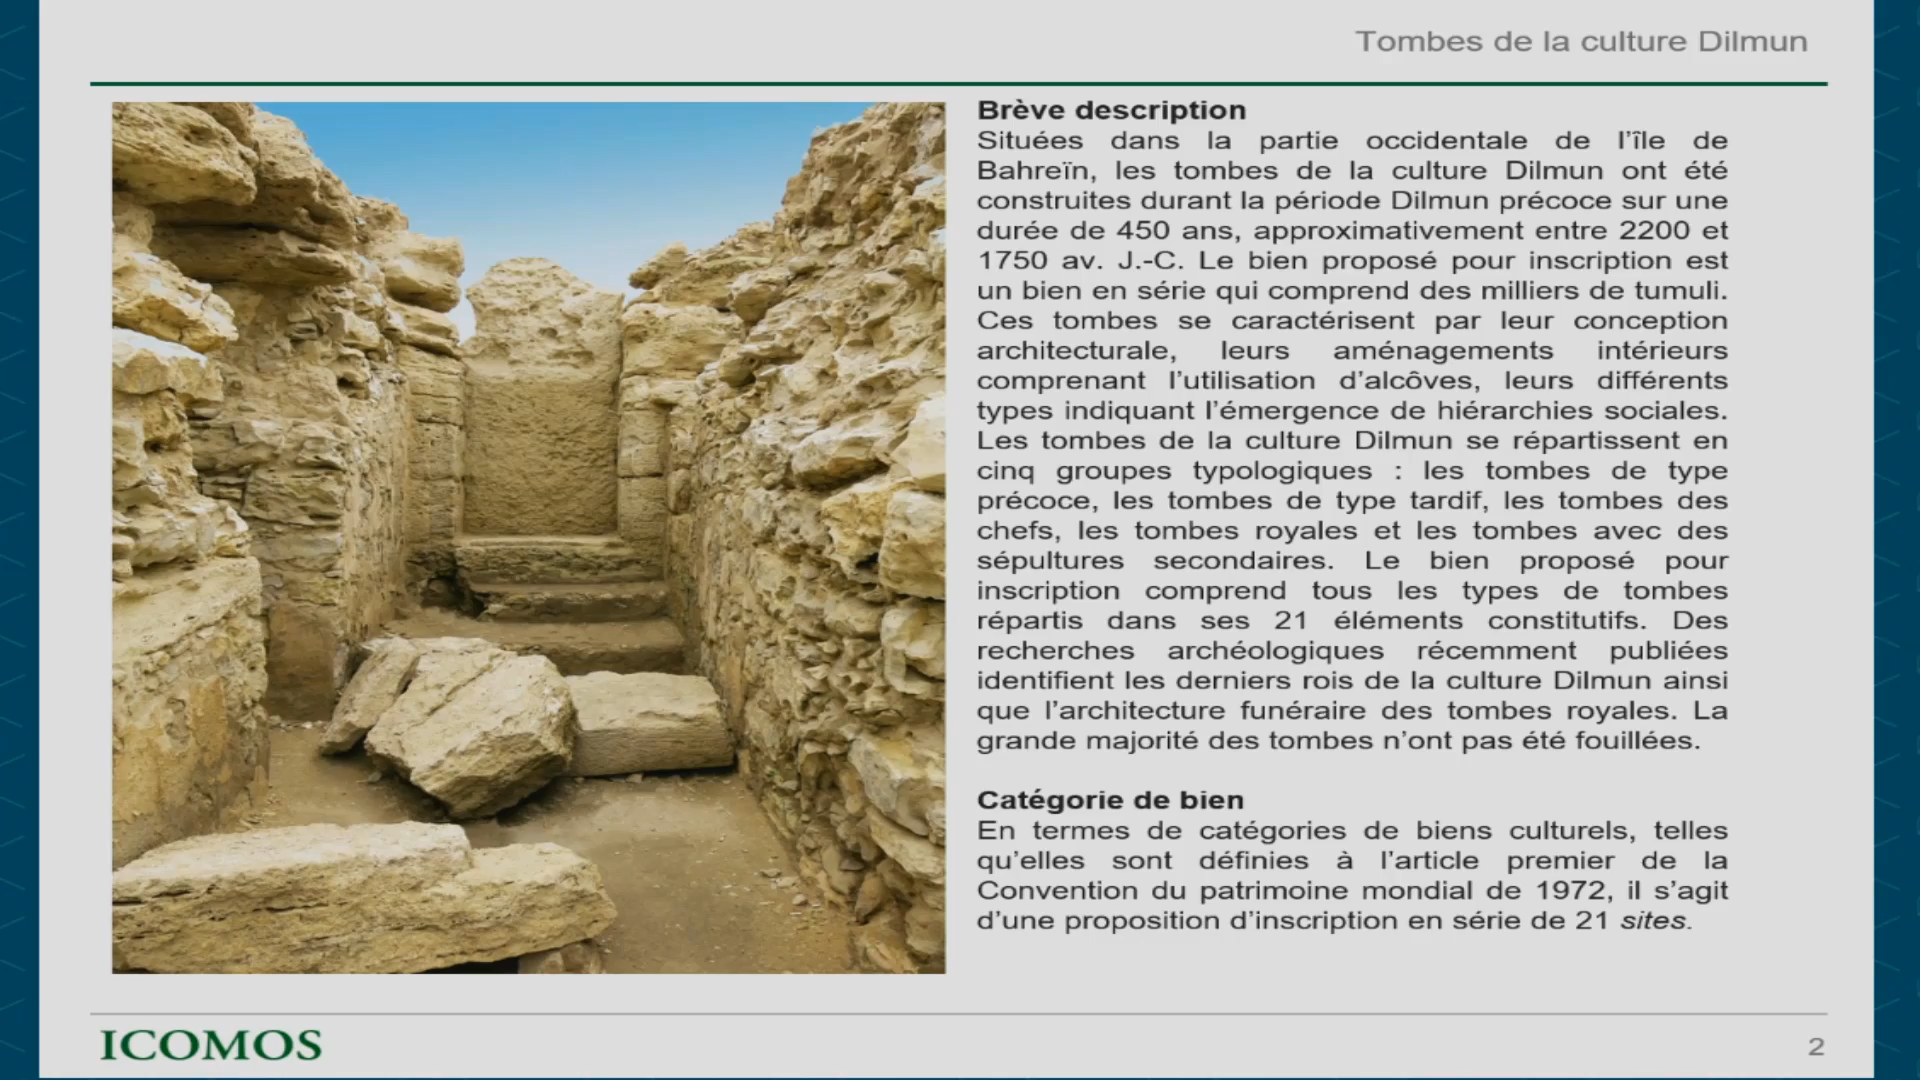 Tombes de la culture Dilmun
Brève description
Situées dans la partie occidentale de l’île de
Bahreïn, les tombes de la culture Dilmun ont été
construites durant la période Dilmun précoce sur une
durée de 450 ans, approximativement entre 2200 et
1750 av. J.-C. Le bien proposé pour inscription est
un bien en série qui comprend des milliers de tumuli.
Ces tombes se caractérisent par leur conception
architecturale, leurs aménagements intérieurs
comprenant l’utilisation d’alcôves, leurs différents
types indiquant l’émergence de hiérarchies sociales.
Les tombes de la culture Dilmun se répartissent en
cinq groupes typologiques : les tombes de type
précoce, les tombes de type tardif, les tombes des
chefs, les tombes royales et les tombes avec des
sépultures secondaires. Le bien proposé pour
inscription comprend tous les types de tombes
répartis dans ses 21 éléments constitutifs. Des
recherches archéologiques récemment publiées
identifient les derniers rois de la culture Dilmun ainsi
que l’architecture funéraire des tombes royales. La
grande majorité des tombes n’ont pas été fouillées.
Catégorie de bien
En termes de catégories de biens culturels, telles
qu’elles sont définies à l’article premier de la
Convention du patrimoine mondial de 1972, il s’agit
d’une proposition d’inscription en série de 21 sites.
ICOMOS
2